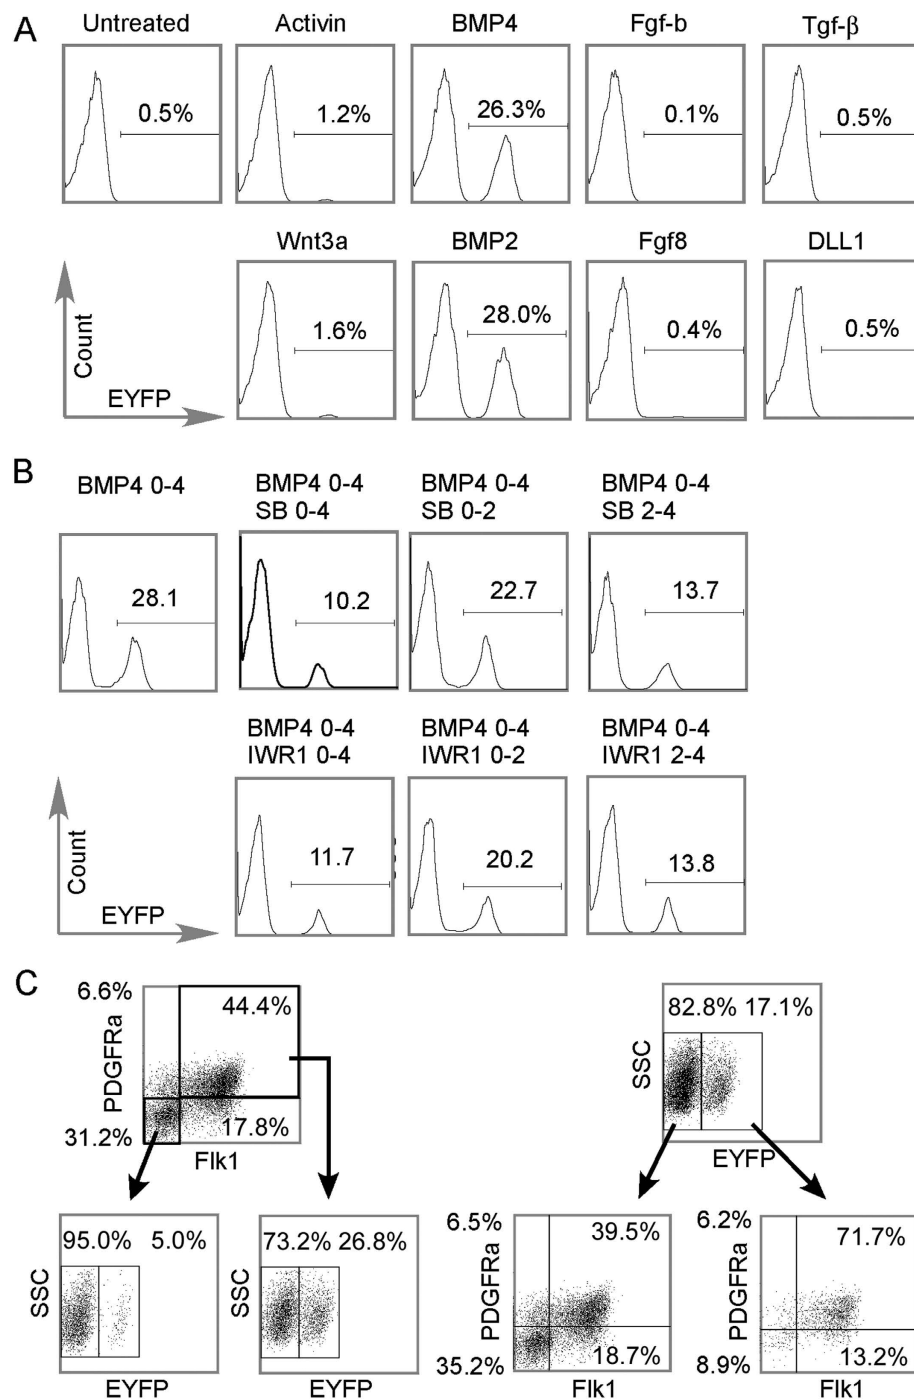 A
Untreated Activin BMP4 Fgf-b Tgf-β
0.5% 1.2% 26.3% 0.1% 0.5%
Wnt3a BMP2 Fgf8 DLL1
1.6% 28.0% 0.4% 0.5%
Count
EYFP
B
BMP4 0-4 BMP4 0-4 BMP4 0-4 BMP4 0-4
SB 0-4 SB 0-2 SB 2-4
28.1 10.2 22.7 13.7
BMP4 0-4 BMP4 0-4 BMP4 0-4
IWR1 0-4 IWR1 0-2 IWR1 2-4
11.7 20.2 13.8
Count
EYFP
C
6.6% 44.4%
PDGFRa
31.2% 17.8%
Flk1
82.8% 17.1%
SSC
EYFP
95.0% 5.0%
SSC
EYFP
73.2% 26.8%
SSC
EYFP
6.5% 39.5%
PDGFRa
35.2% 18.7%
Flk1
6.2% 71.7%
PDGFRa
8.9% 13.2%
Flk1